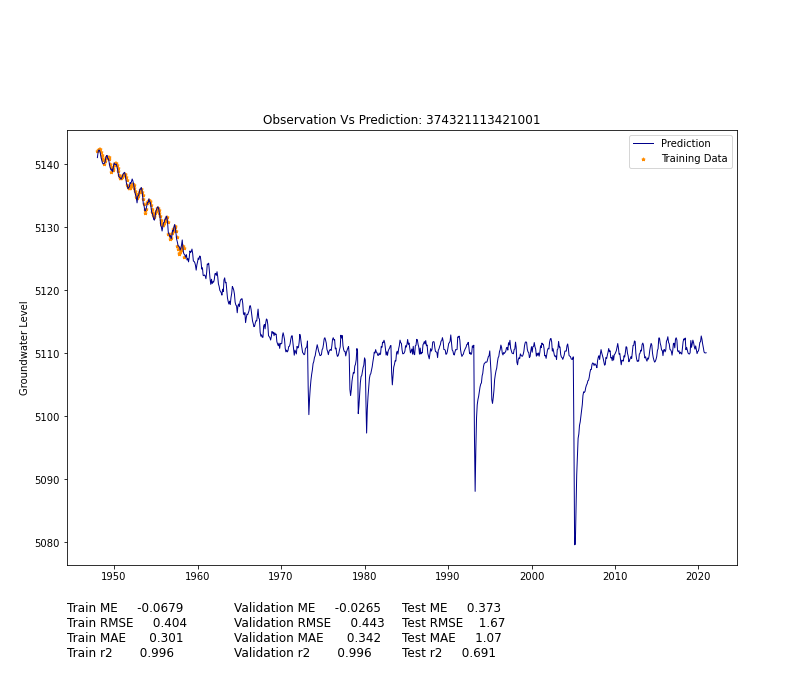 Observation Vs Prediction: 374321113421001
Prediction
Training Data
5140
5130
5120
5110
5100
5090
5080
Groundwater Level
1950 1960 1970 1980 1990 2000 2010 2020
Train ME -0.0679 Validation ME -0.0265 Test ME 0.373
Train RMSE 0.404 Validation RMSE 0.443 Test RMSE 1.67
Train MAE 0.301 Validation MAE 0.342 Test MAE 1.07
Train r2 0.996 Validation r2 0.996 Test r2 0.691